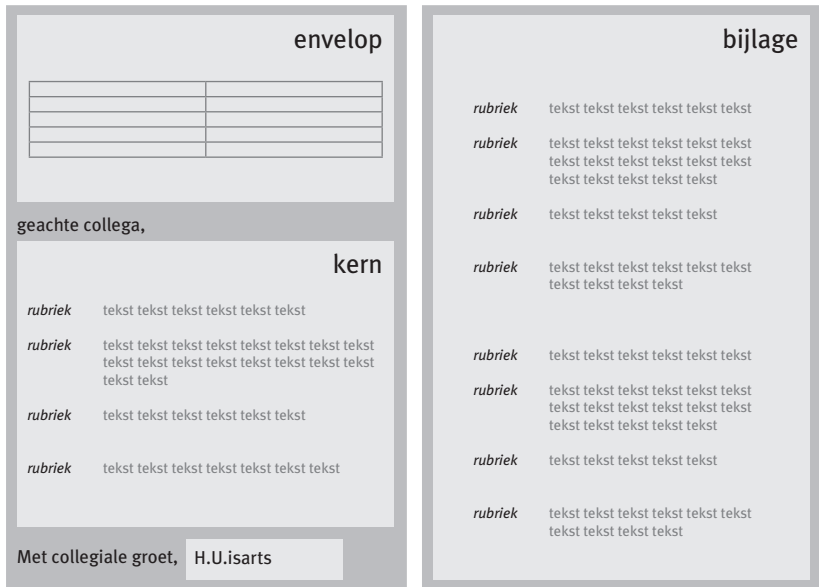 envelop
geachte collega,
kern
rubriek tekst tekst tekst tekst tekst tekst
rubriek tekst tekst tekst tekst tekst tekst tekst tekst
tekst tekst tekst tekst tekst tekst tekst tekst
tekst tekst
rubriek tekst tekst tekst tekst tekst tekst
rubriek tekst tekst tekst tekst tekst tekst tekst
Met collegiale groet, H.U.isarts
bijlage
rubriek tekst tekst tekst tekst tekst tekst
rubriek tekst tekst tekst tekst tekst tekst
tekst tekst tekst tekst tekst tekst
tekst tekst tekst tekst tekst
rubriek tekst tekst tekst tekst tekst
rubriek tekst tekst tekst tekst tekst tekst
tekst tekst tekst tekst
rubriek tekst tekst tekst tekst tekst tekst
rubriek tekst tekst tekst tekst tekst tekst
tekst tekst tekst tekst tekst tekst
tekst tekst tekst tekst tekst
rubriek tekst tekst tekst tekst tekst
rubriek tekst tekst tekst tekst tekst tekst
tekst tekst tekst tekst